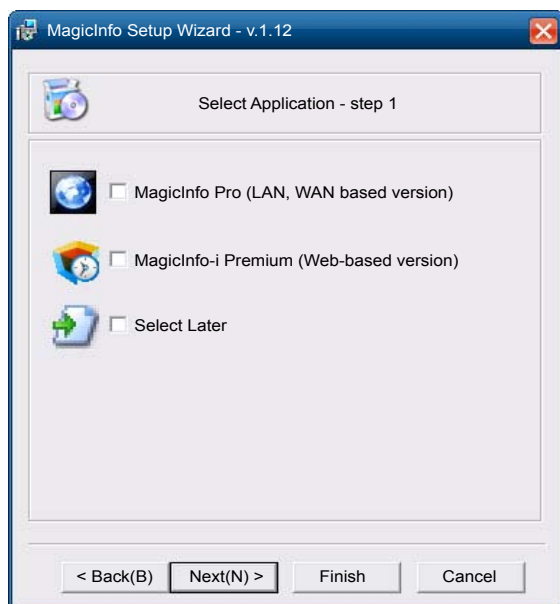 MagicInfo Setup Wizard - v.1.12
Select Application - step 1
MagicInfo Pro (LAN, WAN based version)
MagicInfo-i Premium (Web-based version)
Select Later
< Back(B) Next(N) > Finish Cancel